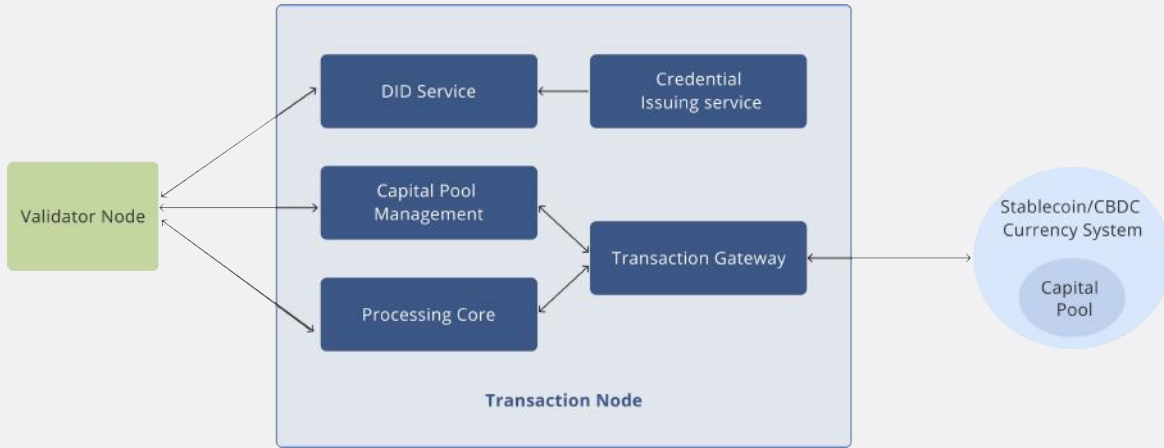 DID Service
Credential
Issuing service
Validator Node
Capital Pool
Management
Transaction Gateway
Processing Core
Stablecoin/CBDC
Currency System
Capital
Pool
Transaction Node